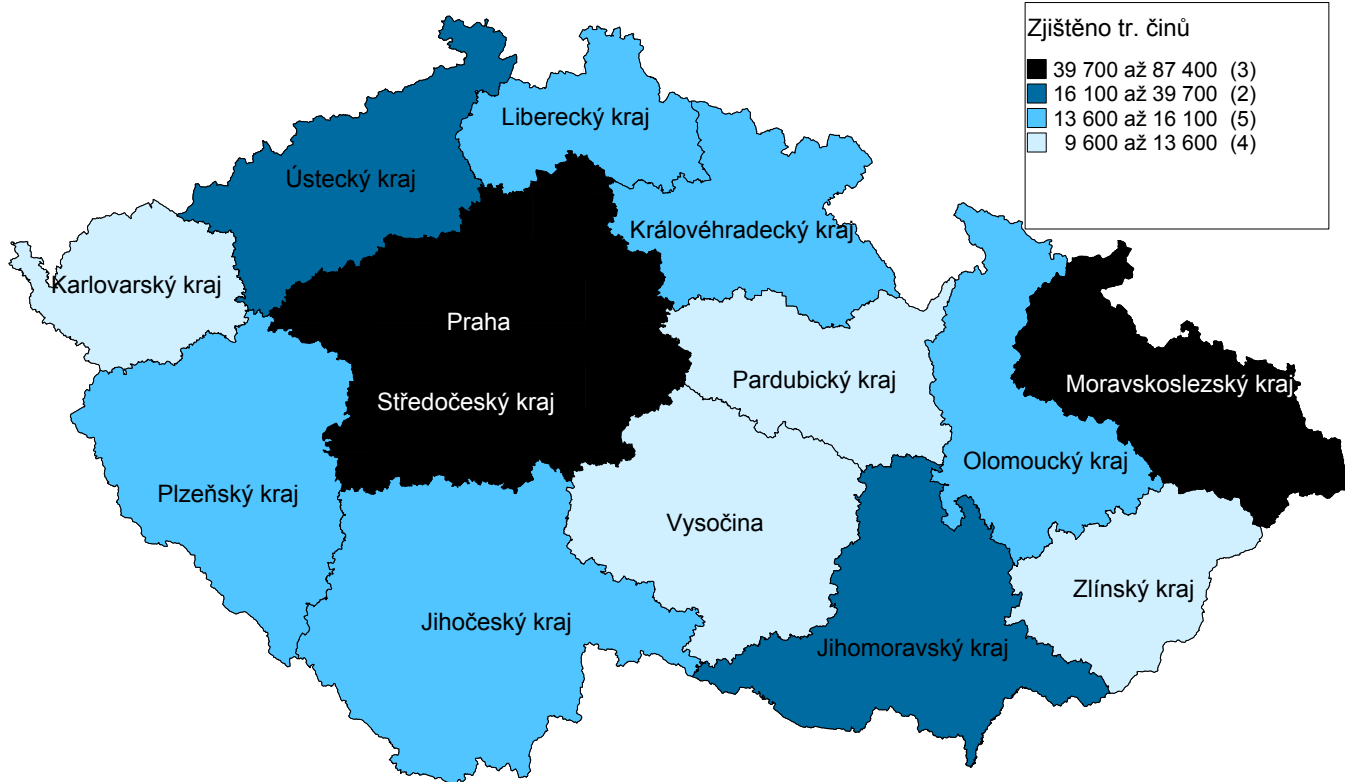 Zjištěno tr. činů
39 700 až 87 400 (3)
16 100 až 39 700 (2)
13 600 až 16 100 (5)
9 600 až 13 600 (4)
Liberecký kraj
Ústecký kraj
Královéhradecký kraj
Karlovarský kraj
Praha
Pardubický kraj
Moravskoslezský kraj
Středočeský kraj
Olomoucký kraj
Plzeňský kraj
Vysočina
Zlínský kraj
Jihočeský kraj
Jihomoravský kraj